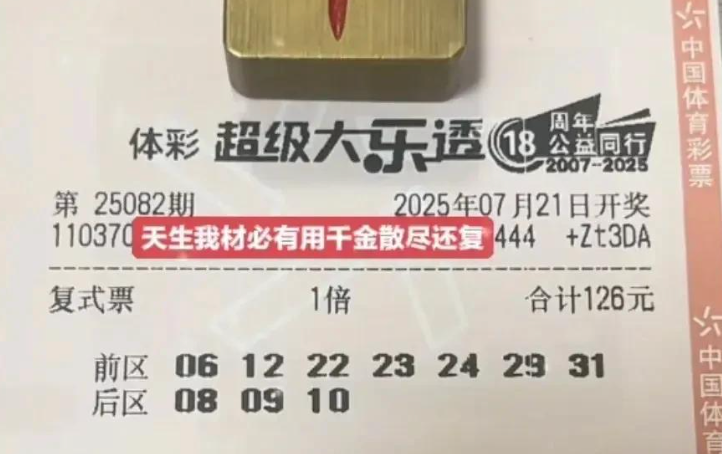 体彩 超级大乐透 18 周年 公益同行 2007-2025
第 25082期 2025年07月21日开奖
110370 天生我材必有用千金散尽还复 444 +Zt3DA
复式票 1倍 合计126元
前区 06 12 22 23 24 29 31
后区 08 09 10
中国体育彩票
中国体育